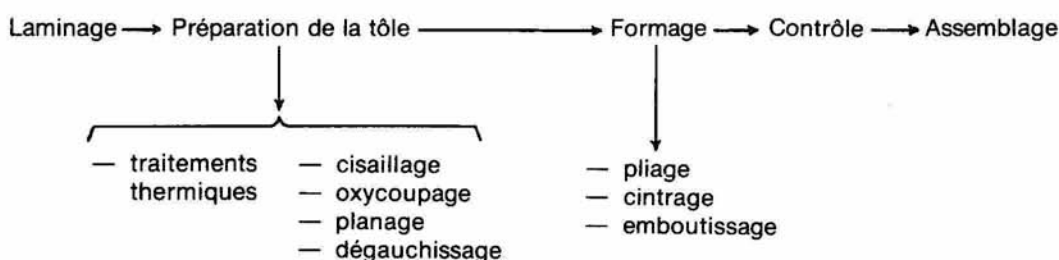 Laminage → Préparation de la tôle → Formage → Contrôle → Assemblage
— traitements
thermiques
— cisaillage
— oxycoupage
— planage
— dégauchissage
— pliage
— cintrage
— emboutissage